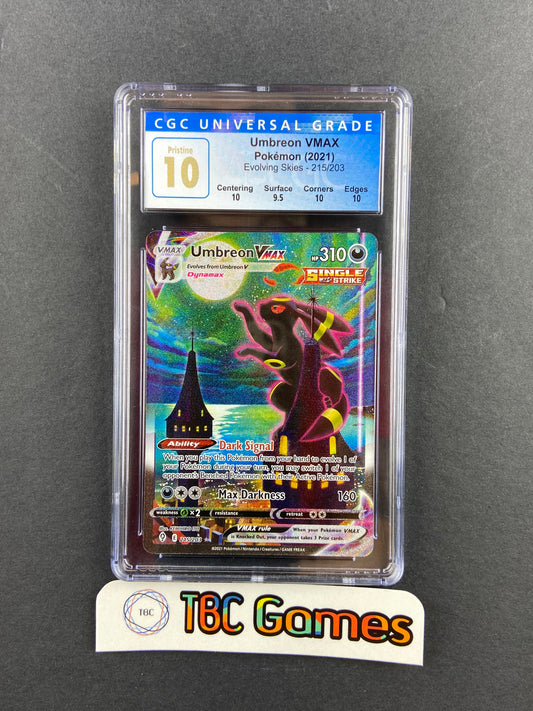 CGC UNIVERSAL GRADE
Pristine
10
Umbreon VMAX
Pokémon (2021)
Evolving Skies - 215/203
Centering Surface Corners Edges
10 9.5 10 10
VMAX
Umbreon VMAX
HP 310
Evolves from Umbreon V
Dynamax
SINGLE STRIKE
Ability Dark Signal
When you play this Pokémon from your hand to evolve 1 of
your Pokémon during your turn, you may switch 1 of your
opponent's Benched Pokémon with their Active Pokémon.
Max Darkness 160
weakness ×2 resistance retreat
VMAX rule When your Pokémon VMAX
is Knocked Out, your opponent takes 3 Prize cards.
215/203
©2021 Pokémon / Nintendo / Creatures / GAME FREAK
TBC
TBC Games